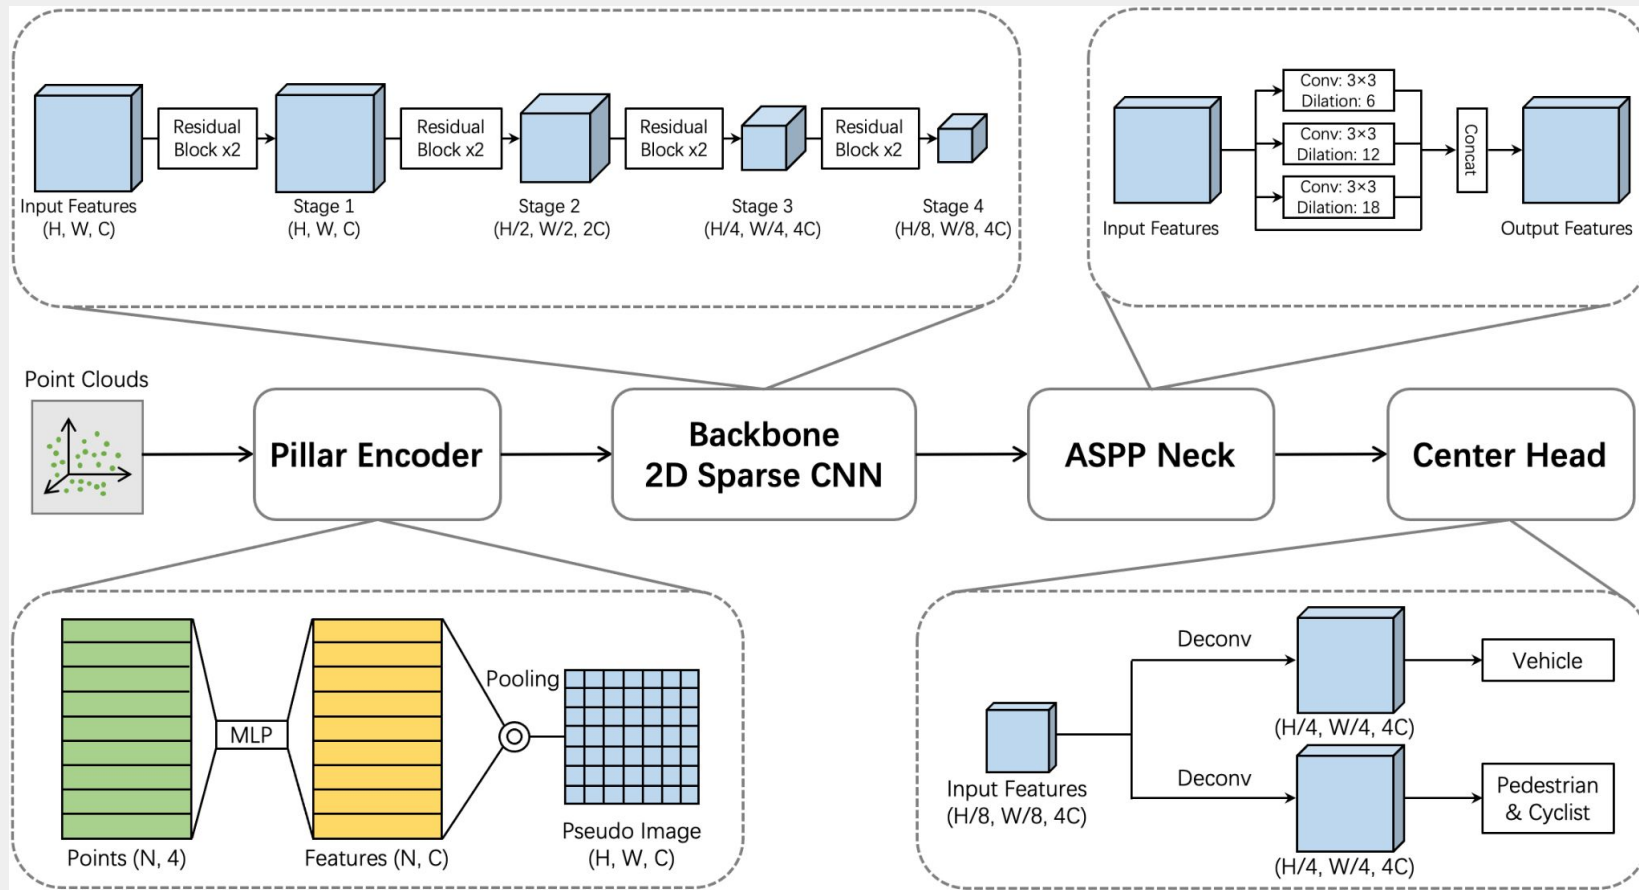 Residual
Block x2
Residual
Block x2
Residual
Block x2
Residual
Block x2
Input Features
(H, W, C)
Stage 1
(H, W, C)
Stage 2
(H/2, W/2, 2C)
Stage 3
(H/4, W/4, 4C)
Stage 4
(H/8, W/8, 4C)
Conv: 3×3
Dilation: 6
Conv: 3×3
Dilation: 12
Conv: 3×3
Dilation: 18
Concat
Input Features
Output Features
Point Clouds
Pillar Encoder
Backbone
2D Sparse CNN
ASPP Neck
Center Head
MLP
Pooling
Points (N, 4)
Features (N, C)
Pseudo Image
(H, W, C)
Input Features
(H/8, W/8, 4C)
Deconv
(H/4, W/4, 4C)
Vehicle
Deconv
(H/4, W/4, 4C)
Pedestrian
& Cyclist